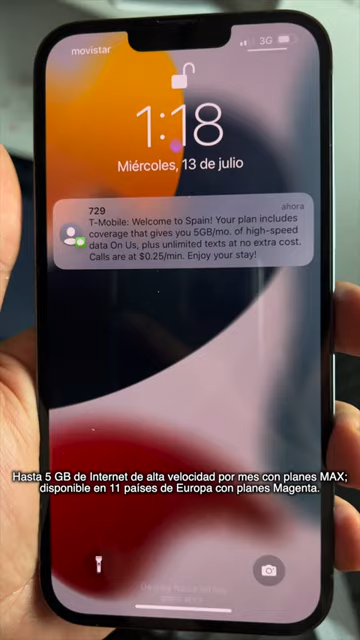 movistar
3G
1:18
Miércoles, 13 de julio
729
ahora
T-Mobile: Welcome to Spain! Your plan includes
coverage that gives you 5GB/mo. of high-speed
data On Us, plus unlimited texts at no extra cost.
Calls are at $0.25/min. Enjoy your stay!
Hasta 5 GB de Internet de alta velocidad por mes con planes MAX;
disponible en 11 países de Europa con planes Magenta.